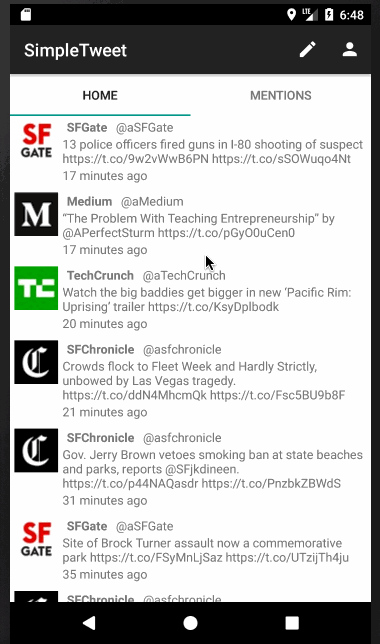 LTE 6:48
SimpleTweet
HOME MENTIONS
SF
GATE
SFGate @aSFGate
13 police officers fired guns in I-80 shooting of suspect
https://t.co/9w2vWwB6PN https://t.co/sSOWuqo4Nt
17 minutes ago
M
Medium @aMedium
“The Problem With Teaching Entrepreneurship” by
@APerfectSturm https://t.co/pGyO0uCen0
17 minutes ago
TC
TechCrunch @aTechCrunch
Watch the big baddies get bigger in new ‘Pacific Rim:
Uprising’ trailer https://t.co/KsyDplbodk
20 minutes ago
C
SFChronicle @asfchronicle
Crowds flock to Fleet Week and Hardly Strictly,
unbowed by Las Vegas tragedy.
https://t.co/ddN4MhcmQk https://t.co/Fsc5BU9b8F
21 minutes ago
C
SFChronicle @asfchronicle
Gov. Jerry Brown vetoes smoking ban at state beaches
and parks, reports @SFjkdineen.
https://t.co/p44NAQasdr https://t.co/PnzbkZBWdS
31 minutes ago
SF
GATE
SFGate @aSFGate
Site of Brock Turner assault now a commemorative
park https://t.co/FSyMnLjSaz https://t.co/UTzijTh4ju
35 minutes ago
SFChronicle @asfchronicle